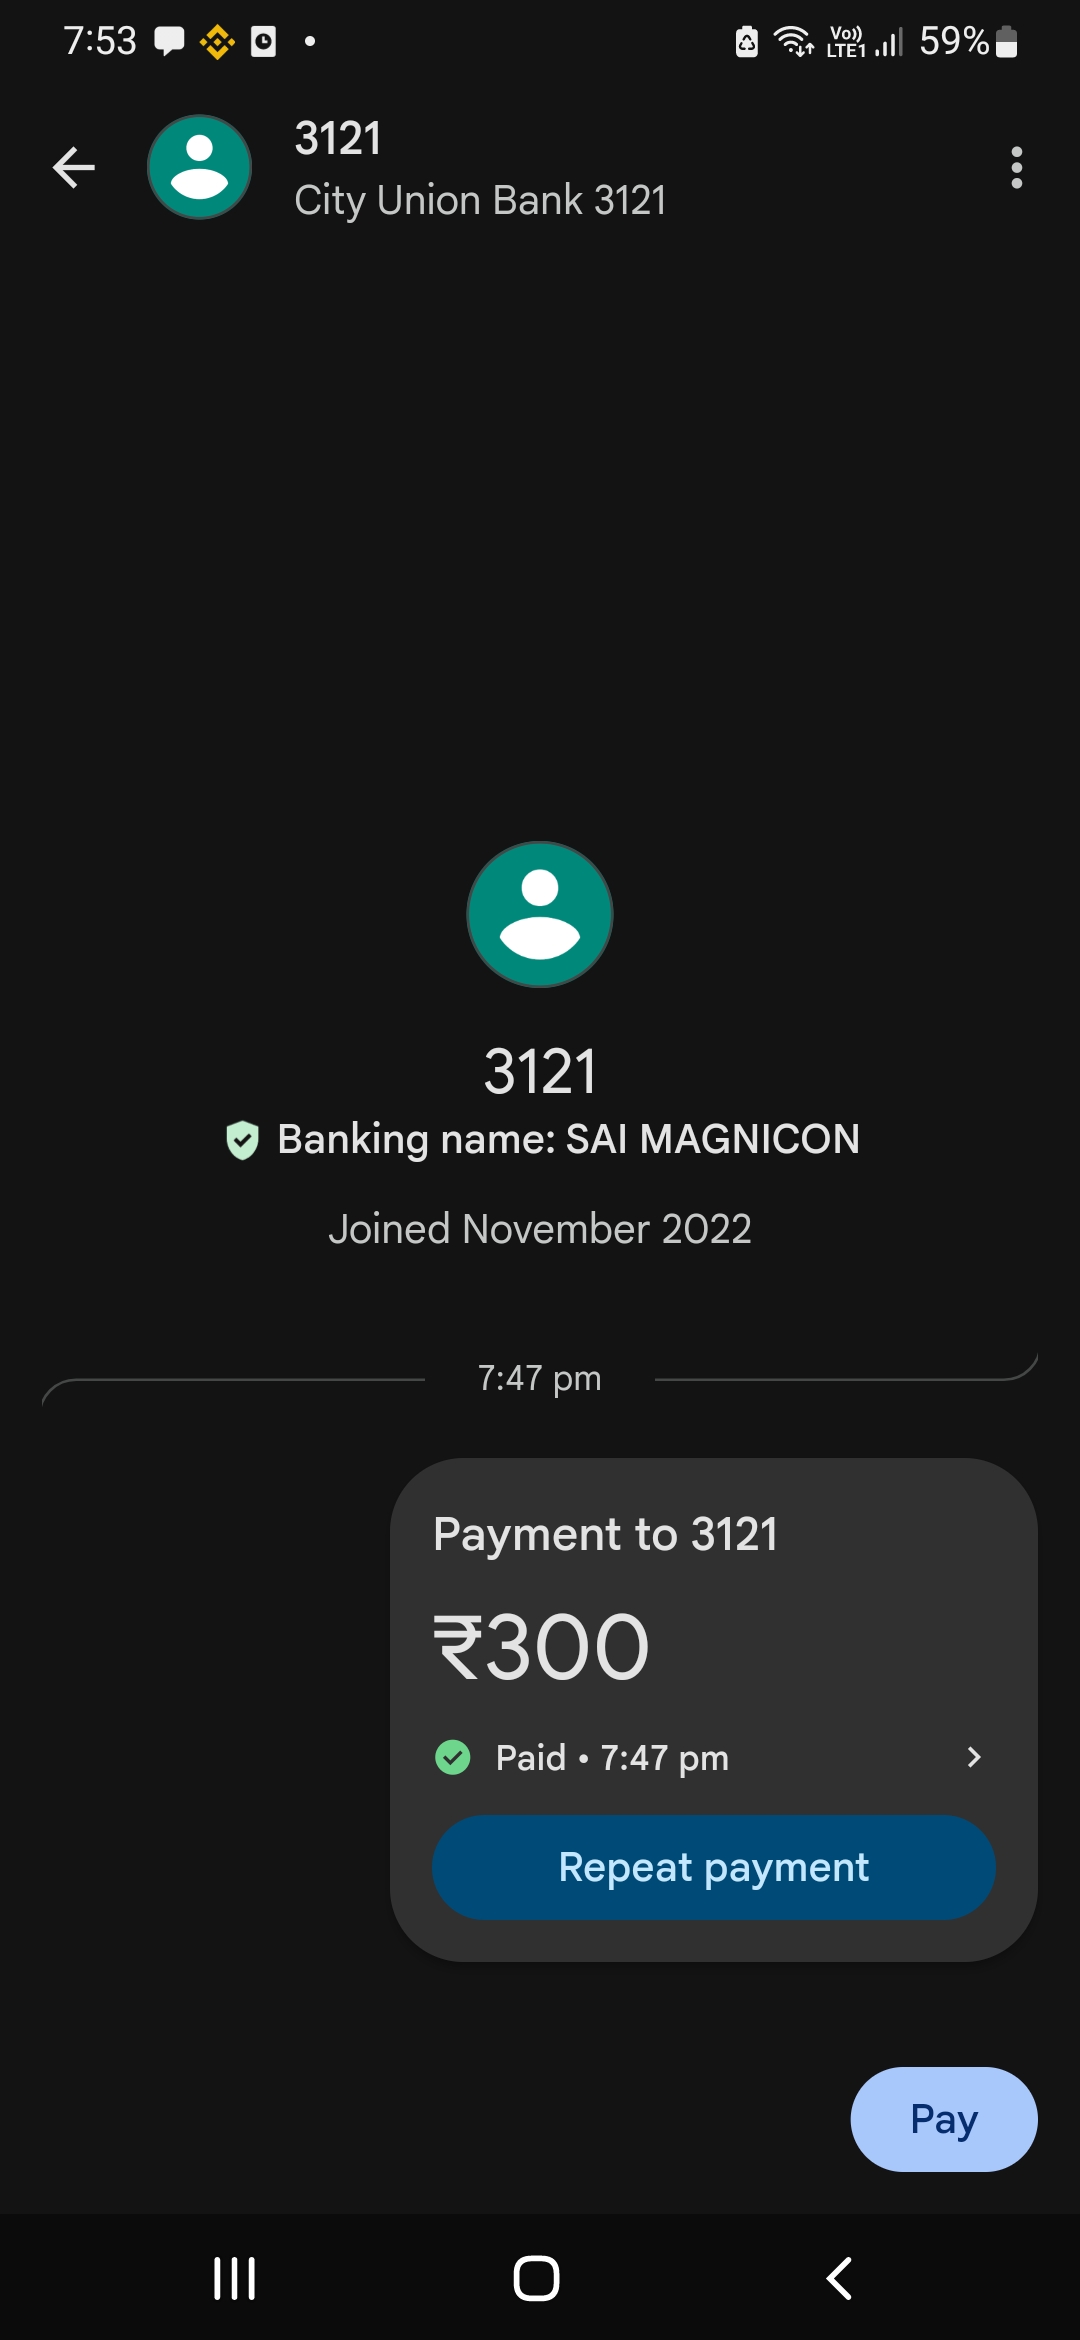 7:53
Vo)) LTE1 59%
3121
City Union Bank 3121
3121
Banking name: SAI MAGNICON
Joined November 2022
7:47 pm
Payment to 3121
₹300
Paid • 7:47 pm
Repeat payment
Pay